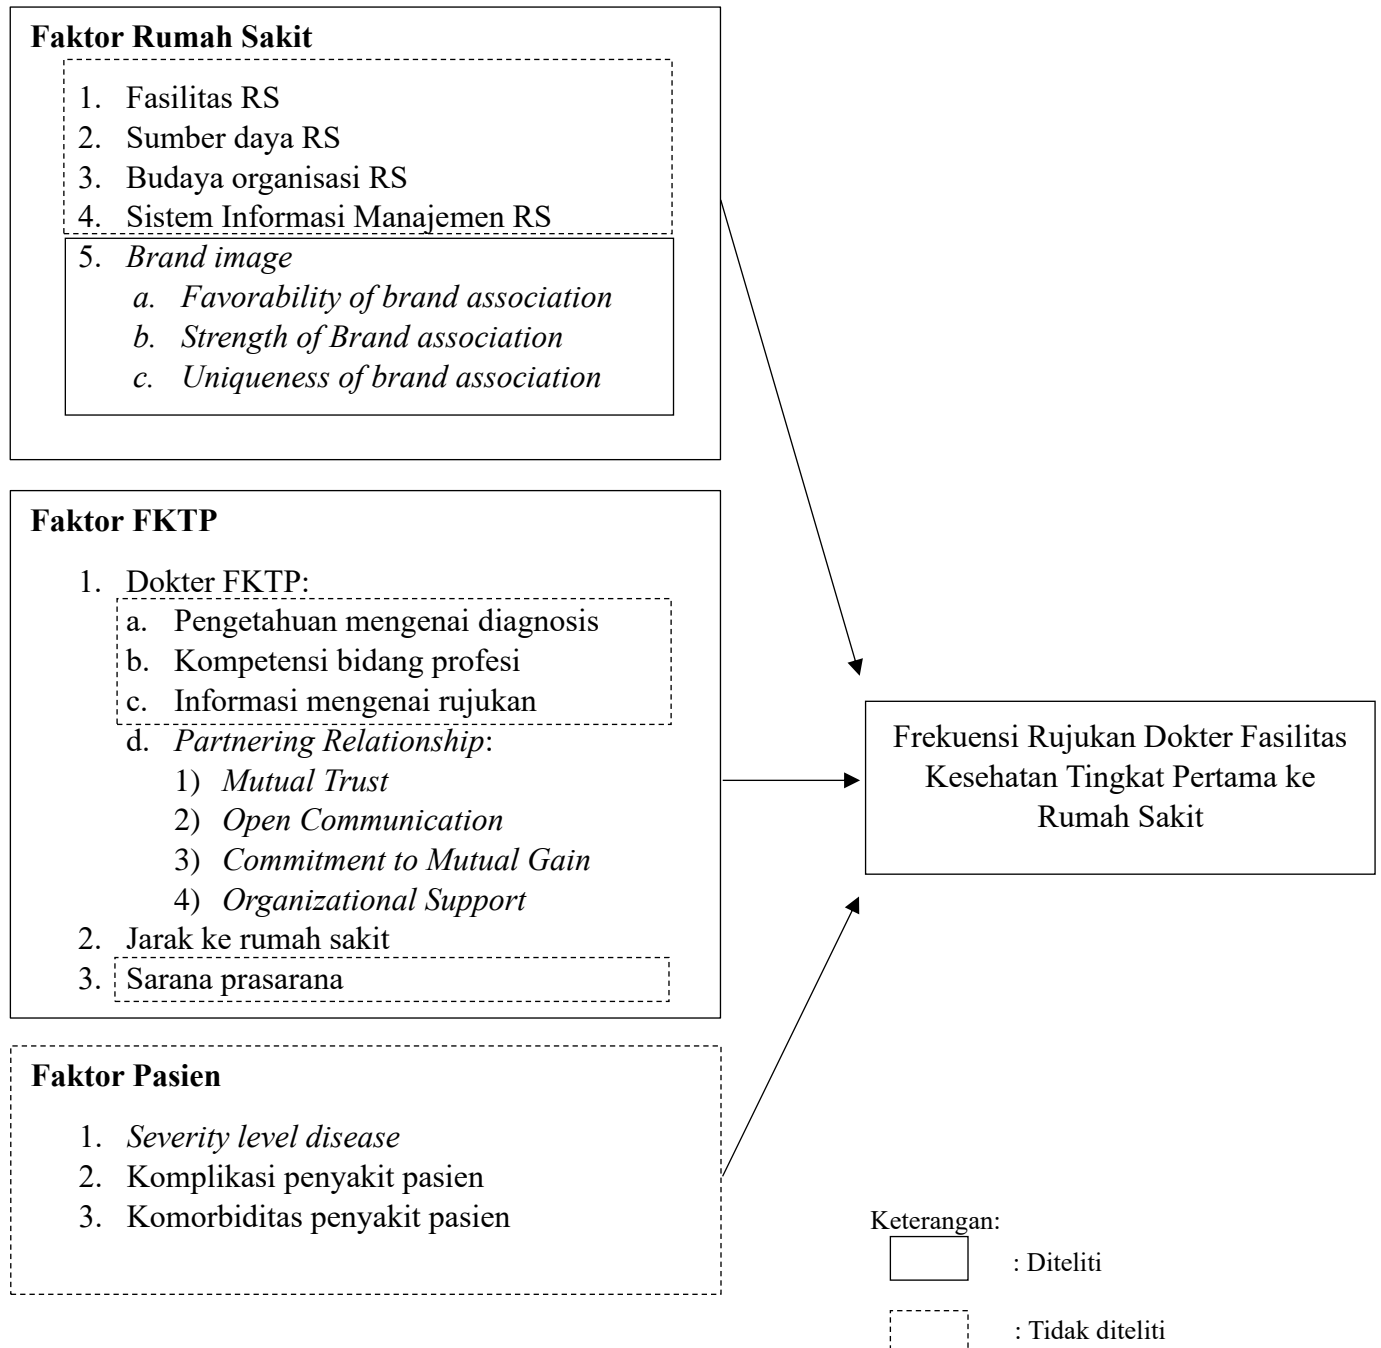 Faktor Rumah Sakit
1. Fasilitas RS
2. Sumber daya RS
3. Budaya organisasi RS
4. Sistem Informasi Manajemen RS
5. Brand image
a. Favorability of brand association
b. Strength of Brand association
c. Uniqueness of brand association
Faktor FKTP
1. Dokter FKTP:
a. Pengetahuan mengenai diagnosis
b. Kompetensi bidang profesi
c. Informasi mengenai rujukan
d. Partnering Relationship:
1) Mutual Trust
2) Open Communication
3) Commitment to Mutual Gain
4) Organizational Support
2. Jarak ke rumah sakit
3. Sarana prasarana
Faktor Pasien
1. Severity level disease
2. Komplikasi penyakit pasien
3. Komorbiditas penyakit pasien
Frekuensi Rujukan Dokter Fasilitas
Kesehatan Tingkat Pertama ke
Rumah Sakit
Keterangan:
: Diteliti
: Tidak diteliti